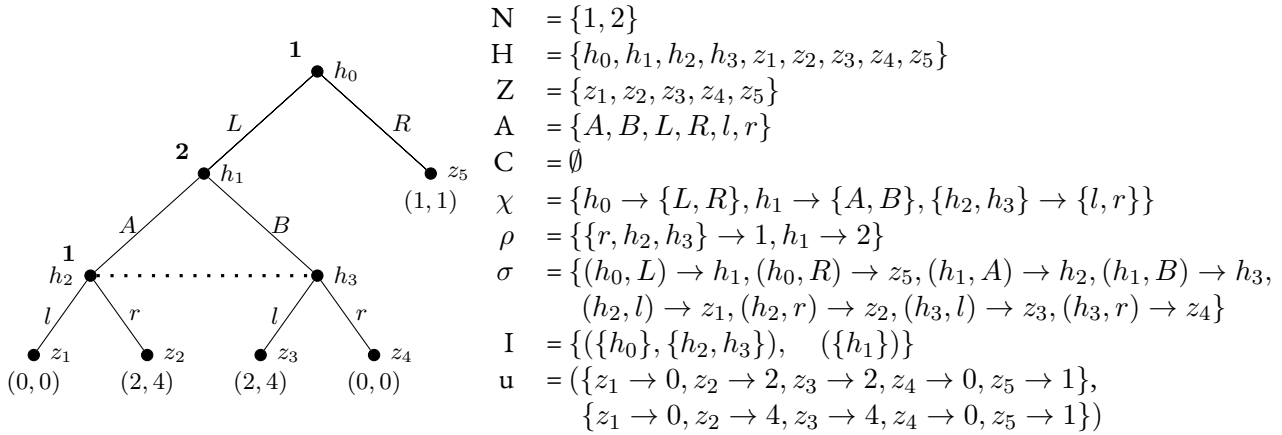 1
h₀
L
R
2
h₁
z₅
(1, 1)
A
B
1
h₂
h₃
l
r
l
r
z₁
z₂
z₃
z₄
(0, 0)
(2, 4)
(2, 4)
(0, 0)
N = {1, 2}
H = {h₀, h₁, h₂, h₃, z₁, z₂, z₃, z₄, z₅}
Z = {z₁, z₂, z₃, z₄, z₅}
A = {A, B, L, R, l, r}
C = ∅
χ = {h₀ → {L, R}, h₁ → {A, B}, {h₂, h₃} → {l, r}}
ρ = {{r, h₂, h₃} → 1, h₁ → 2}
σ = {(h₀, L) → h₁, (h₀, R) → z₅, (h₁, A) → h₂, (h₁, B) → h₃,
(h₂, l) → z₁, (h₂, r) → z₂, (h₃, l) → z₃, (h₃, r) → z₄}
I = {({h₀}, {h₂, h₃}), ({h₁})}
u = ({z₁ → 0, z₂ → 2, z₃ → 2, z₄ → 0, z₅ → 1},
{z₁ → 0, z₂ → 4, z₃ → 4, z₄ → 0, z₅ → 1})